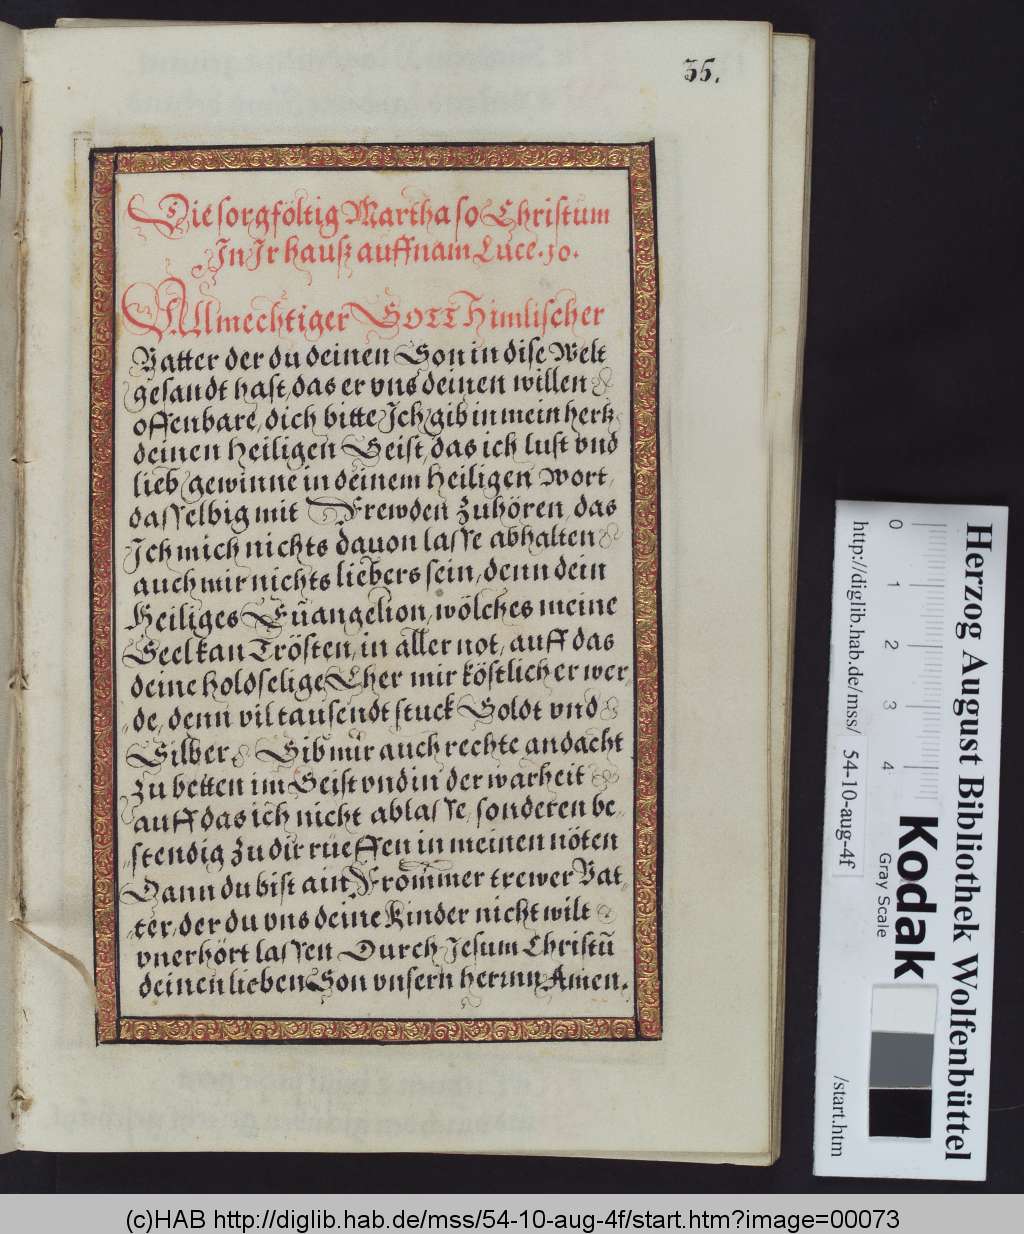 35.
Die sorgföltig Martha so Christum
In Ir hauß auffnam Luce. 10.
Allmechtiger GOTT Himlischer
Vatter der du deinen Son in dise Welt
gesandt hast, das er vns deinen willen
offenbare, dich bitte Ich gib in mein hertz
deinen Heiligen Geist, das ich lust vnd
lieb gewinne in deinem Heiligen Wort,
dasselbig mit Frewden Zuhören, das
Ich mich nichts dauon lasse abhalten
auch mir nichts liebers sein, denn dein
Heiliges Euangelion, wölches meine
Seel kan Trösten, in aller not, auff das
deine holdselige Lher mir köstlicher wer,
,de, denn vil tausendt stuck Goldt vnd
Silber, Gib mir auch rechte andacht
Zu betten im Geist vnd in der warheit
auff das ich nicht ablasse, sonderen be,
,stendig Zu dir rüeffen in meinen nöten
Dann du bist ain Frommer trewer Vat,
,ter, der du vns deine Kinder nicht wilt
vnerhört lassen Durch Jesum Christū
deinen lieben Son vnsern herrnn Amen.
Herzog August Bibliothek Wolfenbüttel
0 1 2 3 4
Kodak
Gray Scale
http://diglib.hab.de/mss/ 54-10-aug-4f /start.htm
(c)HAB http://diglib.hab.de/mss/54-10-aug-4f/start.htm?image=00073